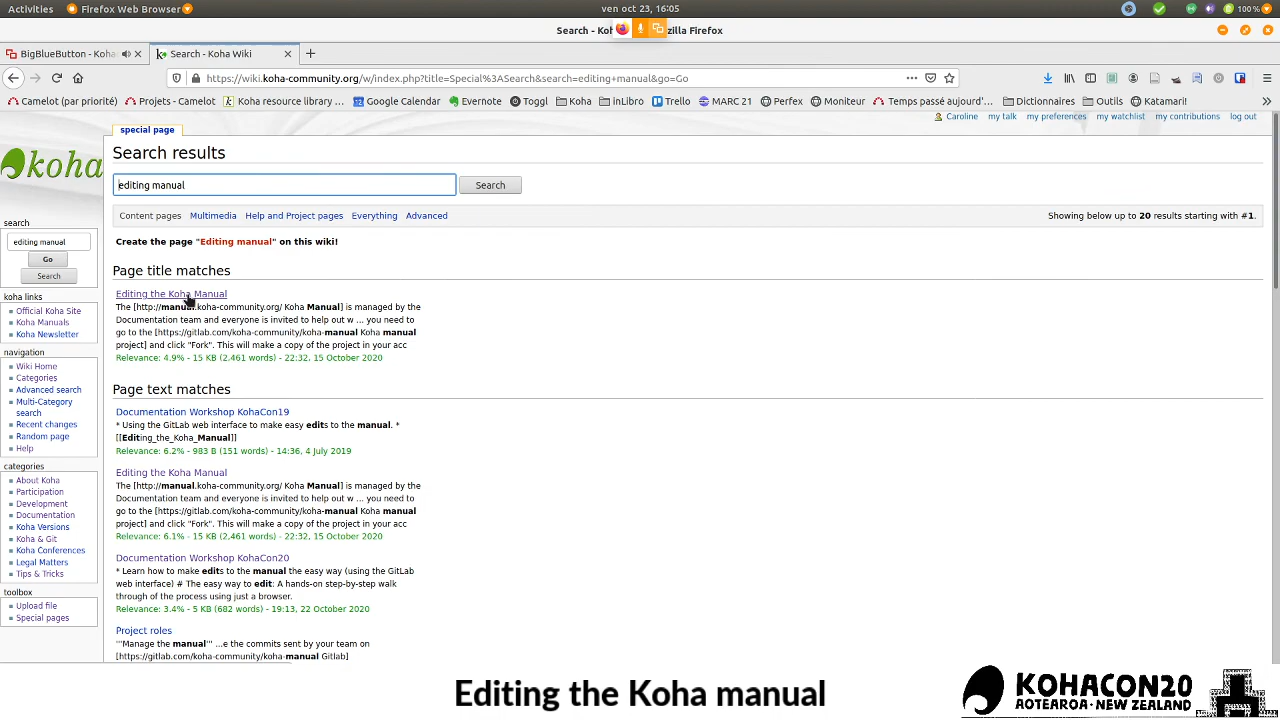 Activities Firefox Web Browser ven oct 23, 16:05 100%
Search - Koh zilla Firefox
BigBlueButton - Koha Search - Koha Wiki
https://wiki.koha-community.org/w/index.php?title=Special%3ASearch&search=editing+manual&go=Go
Camelot (par priorité) Projets - Camelot Koha resource library ... Google Calendar Evernote Toggl Koha inLibro Trello MARC 21 Perfex Moniteur Temps passé aujourd'... Dictionnaires Outils Katamari!
Caroline my talk my preferences my watchlist my contributions log out
special page
koha
Search results
editing manual Search
Content pages Multimedia Help and Project pages Everything Advanced Showing below up to 20 results starting with #1.
Create the page "Editing manual" on this wiki!
Page title matches
Editing the Koha Manual
The [http://manual.koha-community.org/ Koha Manual] is managed by the
Documentation team and everyone is invited to help out w ... you need to
go to the [https://gitlab.com/koha-community/koha-manual Koha manual
project] and click "Fork". This will make a copy of the project in your acc
Relevance: 4.9% - 15 KB (2,461 words) - 22:32, 15 October 2020
Page text matches
Documentation Workshop KohaCon19
* Using the GitLab web interface to make easy edits to the manual. *
[[Editing_the_Koha_Manual]]
Relevance: 6.2% - 983 B (151 words) - 14:36, 4 July 2019
Editing the Koha Manual
The [http://manual.koha-community.org/ Koha Manual] is managed by the
Documentation team and everyone is invited to help out w ... you need to
go to the [https://gitlab.com/koha-community/koha-manual Koha manual
project] and click "Fork". This will make a copy of the project in your acc
Relevance: 6.1% - 15 KB (2,461 words) - 22:32, 15 October 2020
Documentation Workshop KohaCon20
* Learn how to make edits to the manual the easy way (using the GitLab
web interface) # The easy way to edit: A hands-on step-by-step walk
through of the process using just a browser.
Relevance: 3.4% - 5 KB (682 words) - 19:13, 22 October 2020
Project roles
'''Manage the manual''' ...e the commits sent by your team on
[https://gitlab.com/koha-community/koha-manual Gitlab]
search
editing manual
Go
Search
koha links
Official Koha Site
Koha Manuals
Koha Newsletter
navigation
Wiki Home
Categories
Advanced search
Multi-Category
search
Recent changes
Random page
Help
categories
About Koha
Participation
Development
Documentation
Koha Versions
Koha & Git
Koha Conferences
Legal Matters
Tips & Tricks
toolbox
Upload file
Special pages
Editing the Koha manual
KOHACON20
AOTEAROA · NEW ZEALAND